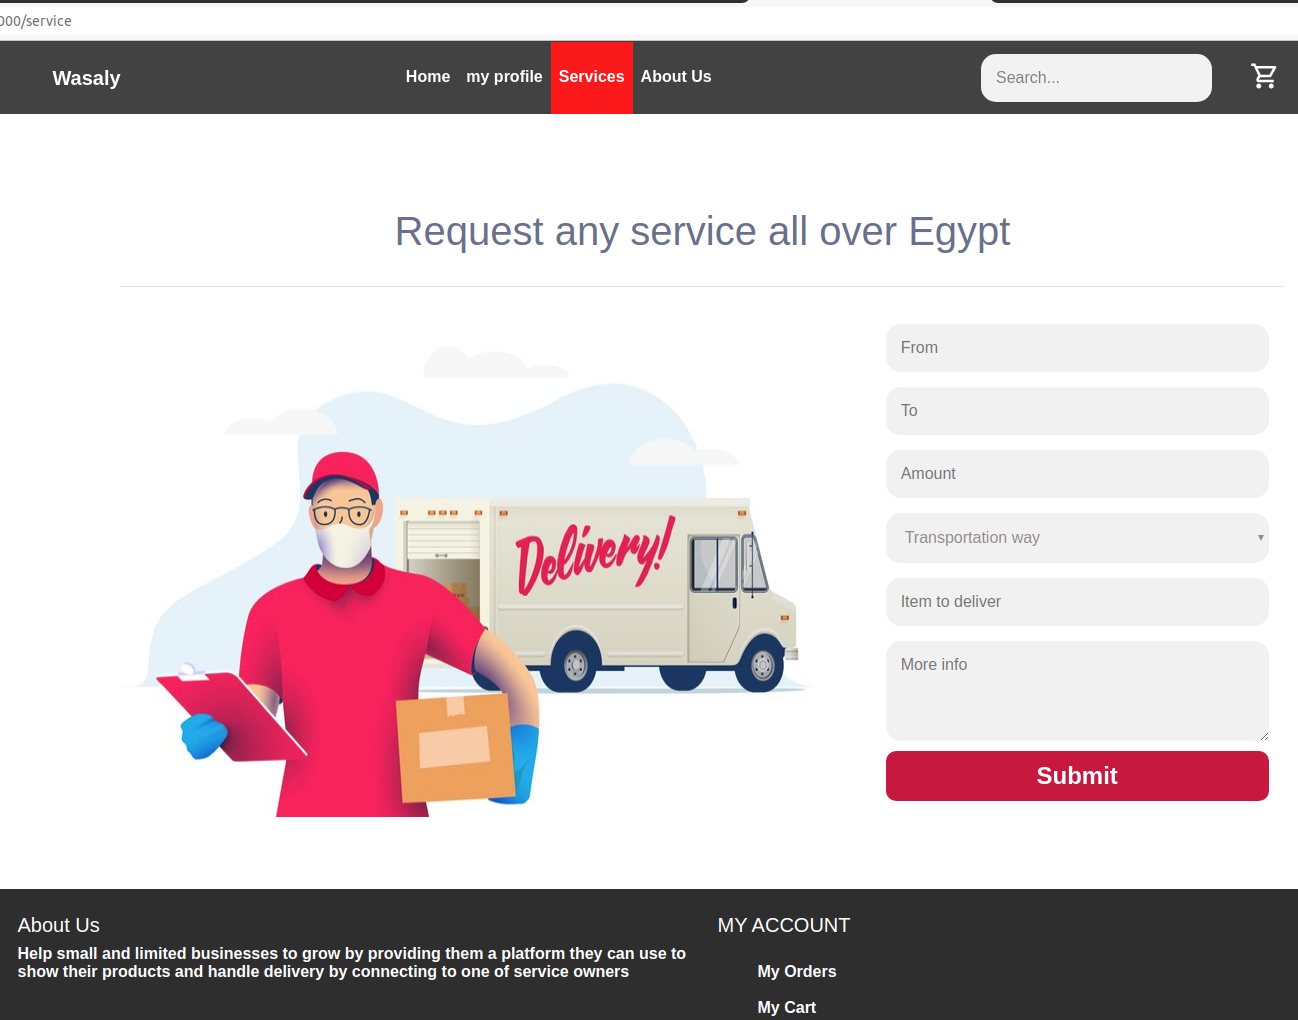 000/service
Wasaly
Home my profile Services About Us
Search...
Request any service all over Egypt
From
To
Amount
Transportation way
Item to deliver
More info
Submit
Delivery!
About Us
Help small and limited businesses to grow by providing them a platform they can use to
show their products and handle delivery by connecting to one of service owners
MY ACCOUNT
My Orders
My Cart